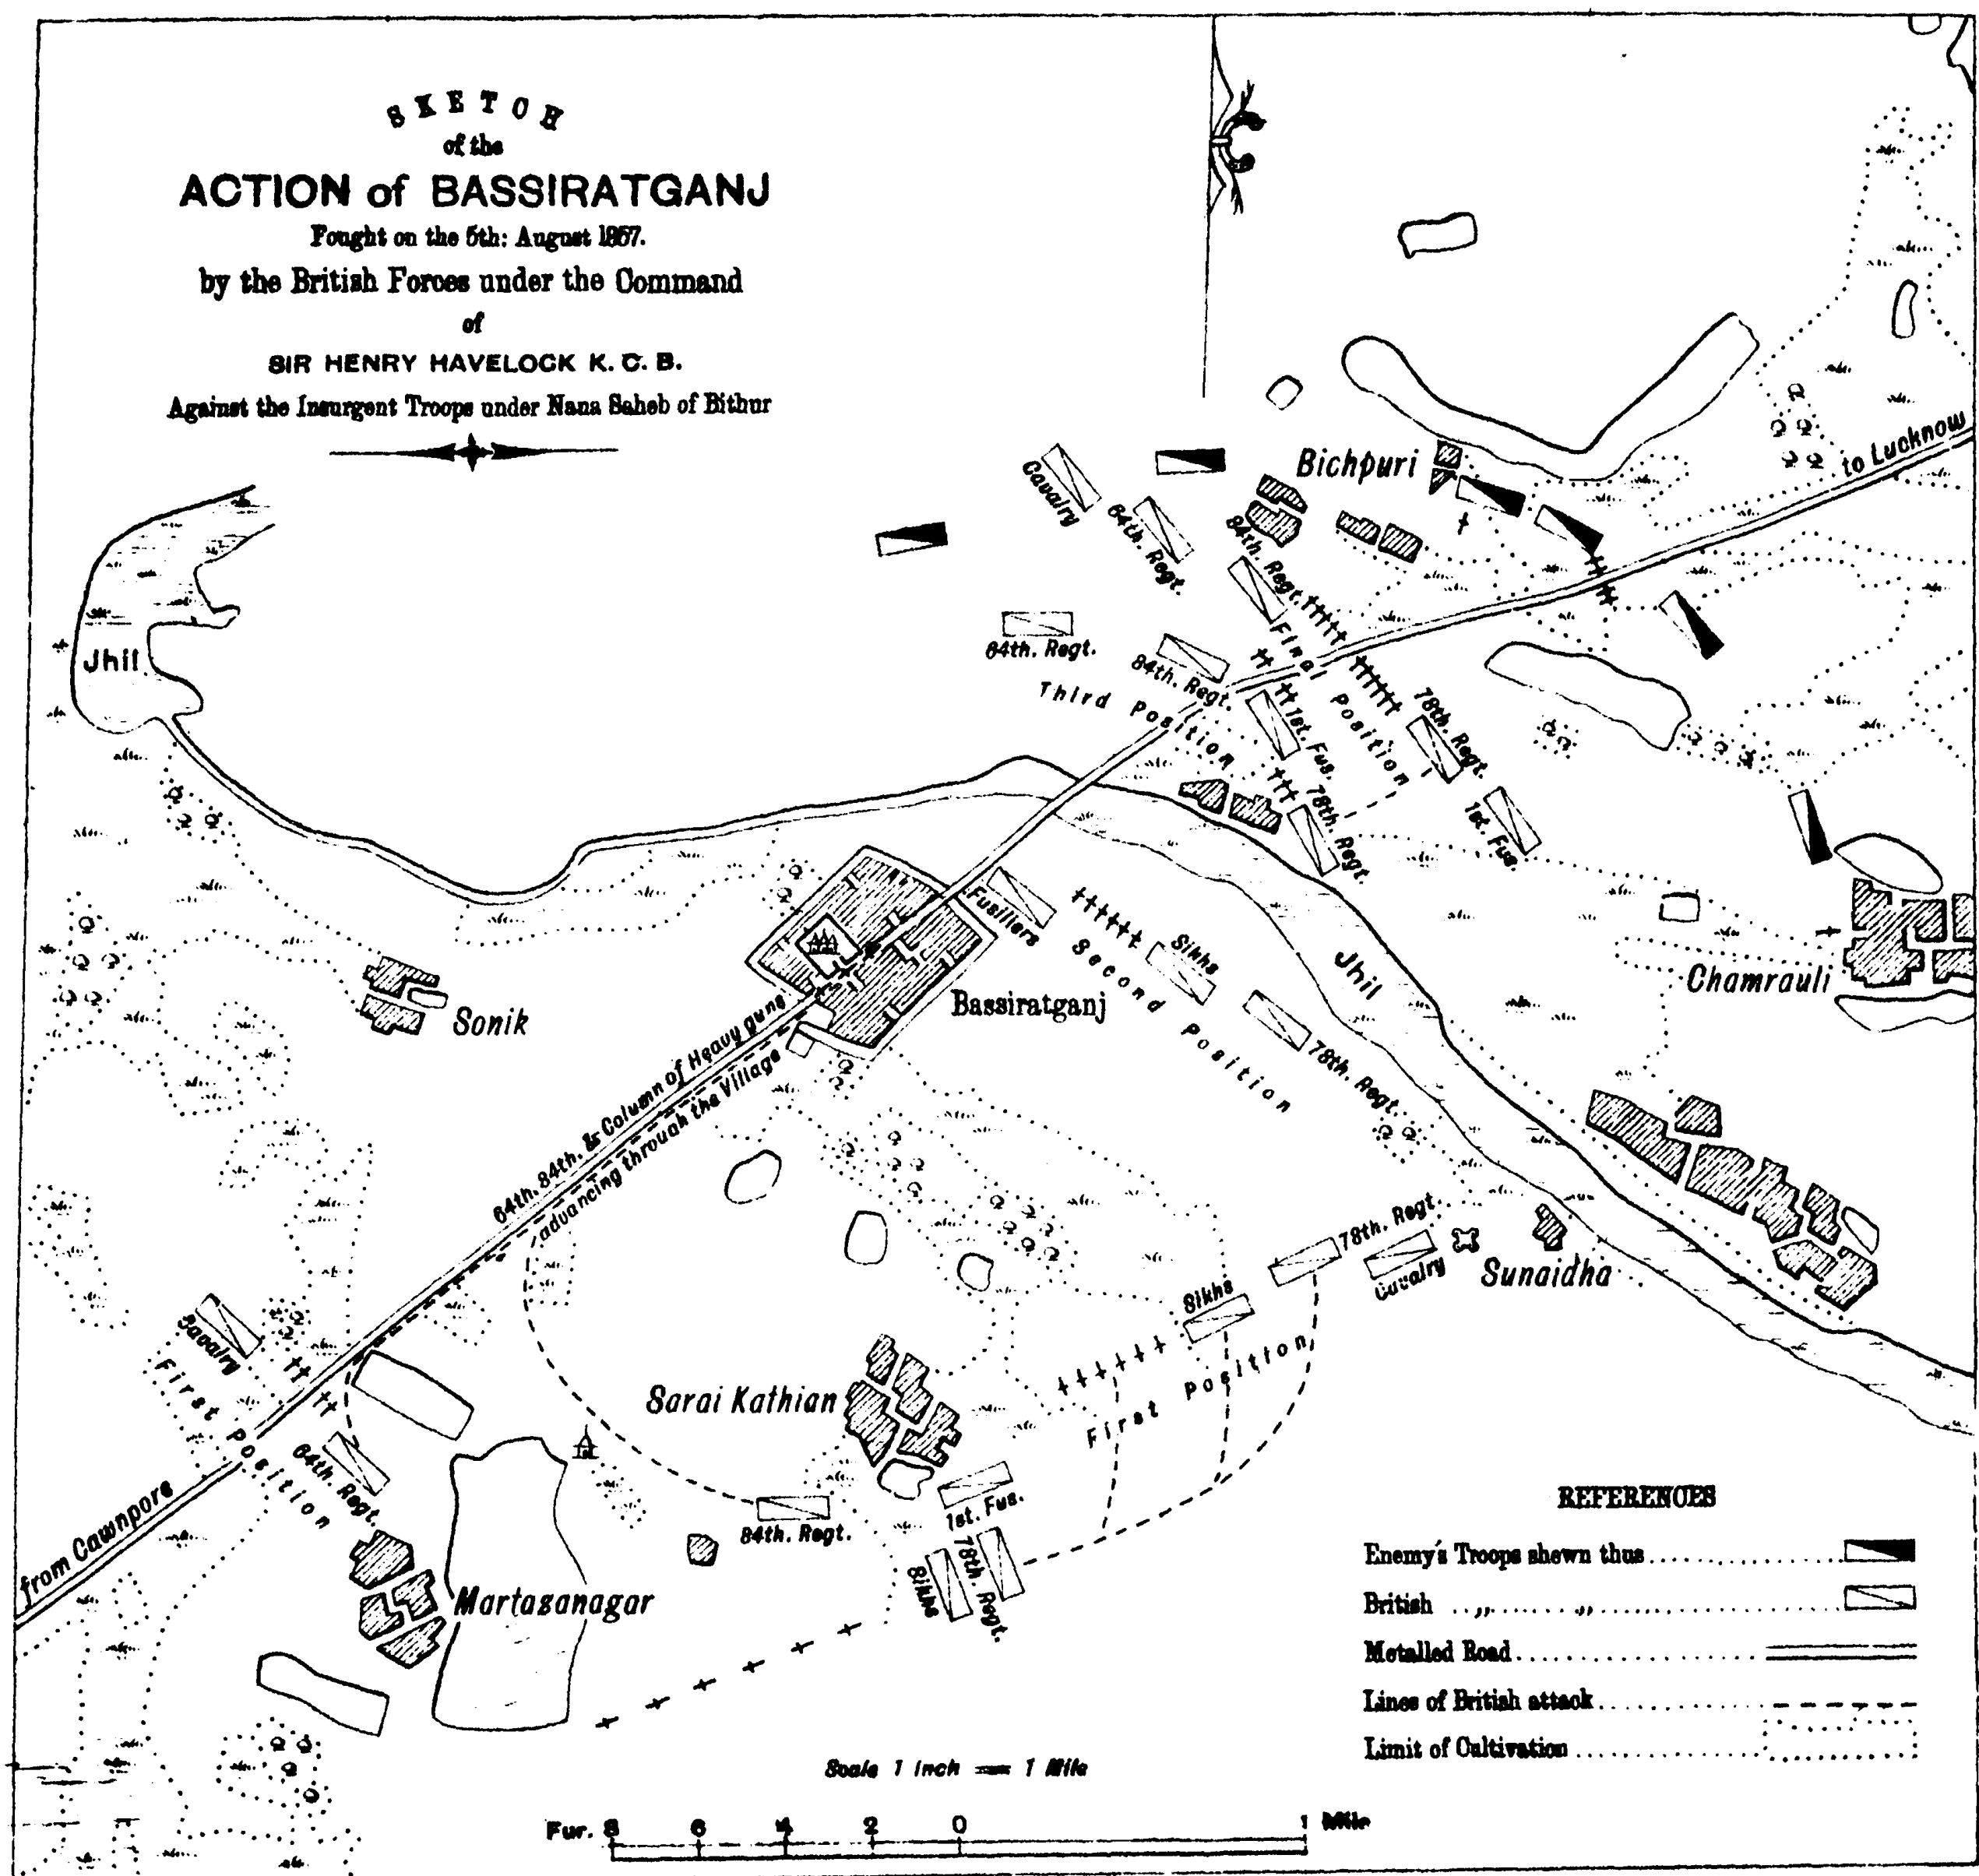 SKETCH
of the
ACTION of BASSIRATGANJ
Fought on the 5th: August 1857.
by the British Forces under the Command
of
SIR HENRY HAVELOCK K. C. B.
Against the Insurgent Troops under Nana Saheb of Bithur
to Lucknow
Bichpuri
Cavalry
64th. Regt.
84th. Regt.
84th. Regt.
84th. Regt.
Final Position
Third Position
1st. Fus.
78th. Regt.
78th. Regt.
1st. Fus.
Jhil
Fusiliers
Sikhs
Second Position
78th. Regt.
Jhil
Chamrauli
Bassiratganj
Sonik
64th. 84th. & Column of Heavy guns
advancing through the Village
78th. Regt.
Cavalry
Sunaidha
Sikhs
First Position
Sarai Kathian
Cavalry
First Position
64th. Regt.
from Cawnpore
84th. Regt.
1st. Fus.
78th. Regt.
Sikhs
Martaganagar
REFERENCES
Enemy's Troops shewn thus
British ,, ,,
Metalled Road
Lines of British attack
Limit of Cultivation
Scale 1 Inch = 1 Mile
Fur. 8 6 4 2 0 1 Mile